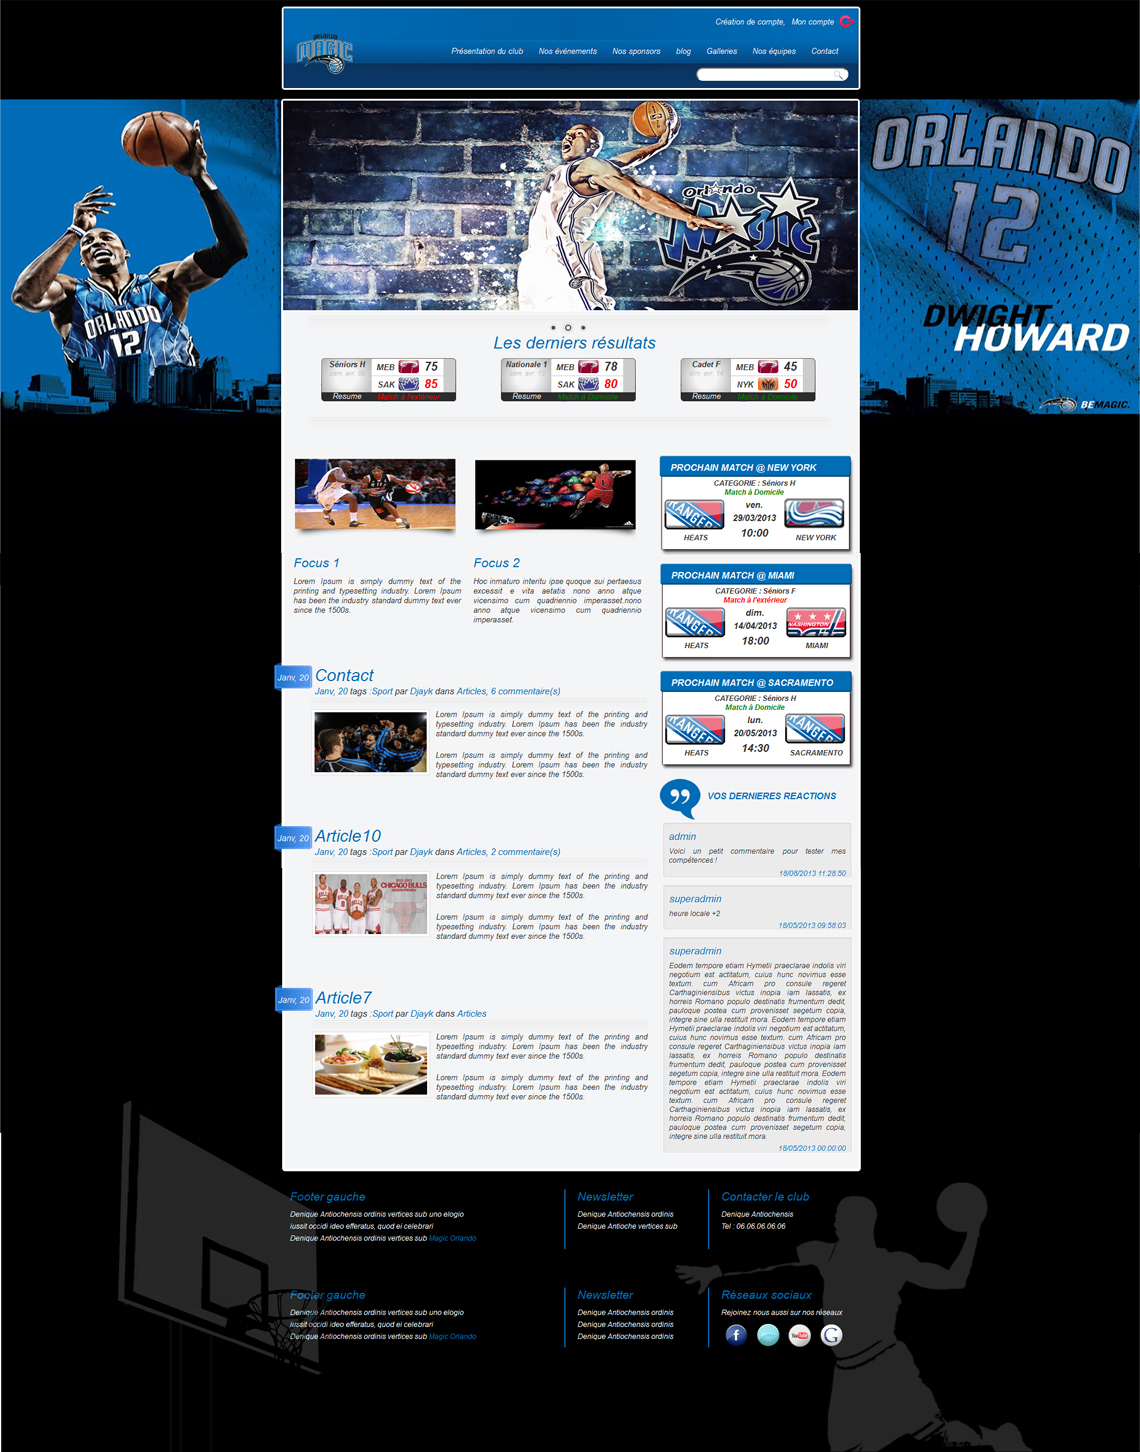 Création de compte, Mon compte
ORLANDO MAGIC
Présentation du club Nos événements Nos sponsors blog Galleries Nos équipes Contact
ORLANDO
12
Orlando
Magic
ORLANDO
12
DWIGHT
HOWARD
BEMAGIC.
Les derniers résultats
Séniors H
MEB 75
SAK 85
Resume Match à l'extérieur
Nationale 1
MEB 78
SAK 80
Resume Match à Domicile
Cadet F
MEB 45
NYK 50
Resume Match à Domicile
Focus 1
Lorem Ipsum is simply dummy text of the
printing and typesetting industry. Lorem Ipsum
has been the industry standard dummy text ever
since the 1500s.
Focus 2
Hoc inmaturo interitu ipse quoque sui pertaesus
excessit e vita aetatis nono anno atque
vicensimo cum quadriennio imperasset.nono
anno atque vicensimo cum quadriennio
imperasset.
PROCHAIN MATCH @ NEW YORK
CATEGORIE : Séniors H
Match à Domicile
RANGERS
ven.
29/03/2013
10:00
HEATS NEW YORK
PROCHAIN MATCH @ MIAMI
CATEGORIE : Séniors F
Match à l'extérieur
RANGERS
WASHINGTON
dim.
14/04/2013
18:00
HEATS MIAMI
PROCHAIN MATCH @ SACRAMENTO
CATEGORIE : Séniors H
Match à Domicile
RANGERS
RANGERS
lun.
20/05/2013
14:30
HEATS SACRAMENTO
Janv, 20
Contact
Janv, 20 tags :Sport par Djayk dans Articles, 6 commentaire(s)
Lorem Ipsum is simply dummy text of the printing and
typesetting industry. Lorem Ipsum has been the industry
standard dummy text ever since the 1500s.
Lorem Ipsum is simply dummy text of the printing and
typesetting industry. Lorem Ipsum has been the industry
standard dummy text ever since the 1500s.
Janv, 20
Article10
Janv, 20 tags :Sport par Djayk dans Articles, 2 commentaire(s)
CHICAGO BULLS
Lorem Ipsum is simply dummy text of the printing and
typesetting industry. Lorem Ipsum has been the industry
standard dummy text ever since the 1500s.
Lorem Ipsum is simply dummy text of the printing and
typesetting industry. Lorem Ipsum has been the industry
standard dummy text ever since the 1500s.
Janv, 20
Article7
Janv, 20 tags :Sport par Djayk dans Articles
Lorem Ipsum is simply dummy text of the printing and
typesetting industry. Lorem Ipsum has been the industry
standard dummy text ever since the 1500s.
Lorem Ipsum is simply dummy text of the printing and
typesetting industry. Lorem Ipsum has been the industry
standard dummy text ever since the 1500s.
VOS DERNIERES REACTIONS
admin
Voici un petit commentaire pour tester mes
compétences !
18/06/2013 11:28:50
superadmin
heure locale +2
18/05/2013 09:58:03
superadmin
Eodem tempore etiam Hymetii praeclarae indolis viri
negotium est actitatum, cuius hunc novimus esse
textum. cum Africam pro consule regeret
Carthaginiensibus victus inopia iam lassatis, ex
horreis Romano populo destinatis frumentum dedit,
pauloque postea cum provenisset segetum copia,
integre sine ulla restituit mora. Eodem tempore etiam
Hymetii praeclarae indolis viri negotium est actitatum,
cuius hunc novimus esse textum. cum Africam pro
consule regeret Carthaginiensibus victus inopia iam
lassatis, ex horreis Romano populo destinatis
frumentum dedit, pauloque postea cum provenisset
segetum copia, integre sine ulla restituit mora. Eodem
tempore etiam Hymetii praeclarae indolis viri
negotium est actitatum, cuius hunc novimus esse
textum. cum Africam pro consule regeret
Carthaginiensibus victus inopia iam lassatis, ex
horreis Romano populo destinatis frumentum dedit,
pauloque postea cum provenisset segetum copia,
integre sine ulla restituit mora.
18/05/2013 00:00:00
Footer gauche
Denique Antiochensis ordinis vertices sub uno elogio
iussit occidi ideo efferatus, quod ei celebrari
Denique Antiochensis ordinis vertices sub Magic Orlando
Newsletter
Denique Antiochensis ordinis
Denique Antioche vertices sub
Contacter le club
Denique Antiochensis
Tel : 06.06.06.06.06
Footer gauche
Denique Antiochensis ordinis vertices sub uno elogio
iussit occidi ideo efferatus, quod ei celebrari
Denique Antiochensis ordinis vertices sub Magic Orlando
Newsletter
Denique Antiochensis ordinis
Denique Antiochensis ordinis
Denique Antiochensis ordinis
Réseaux sociaux
Rejoinez nous aussi sur nos réseaux
f
You Tube
G